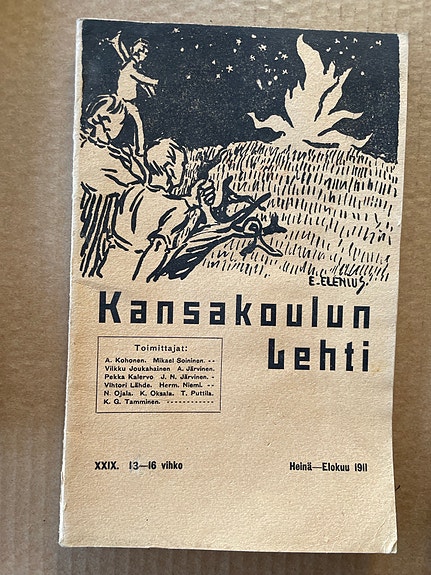 E-ELENIUS
Kansakoulun
Lehti
Toimittajat:
A. Kohonen. Mikael Soininen. - -
Vilkku Joukahainen A. Järvinen.
Pekka Kalervo J. N. Järvinen. -
Vihtori Lähde. Herm. Niemi. - -
N. Ojala. K. Oksala. T. Puttila.
K. G. Tamminen. - - - - - - - - - - - -
XXIX. 13—16 vihko
Heinä—Elokuu 1911